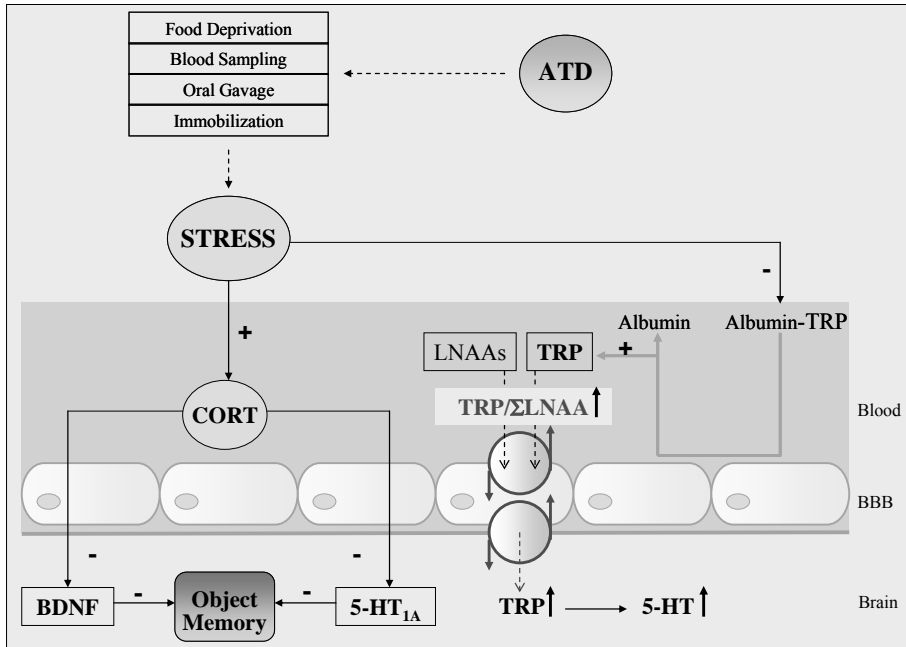 Food Deprivation
Blood Sampling
Oral Gavage
Immobilization
ATD
STRESS
-
+
Albumin
Albumin-TRP
LNAAs
TRP
+
TRP/ΣLNAA
CORT
Blood
BBB
-
-
BDNF
-
Object
Memory
-
5-HT1A
TRP
5-HT
Brain